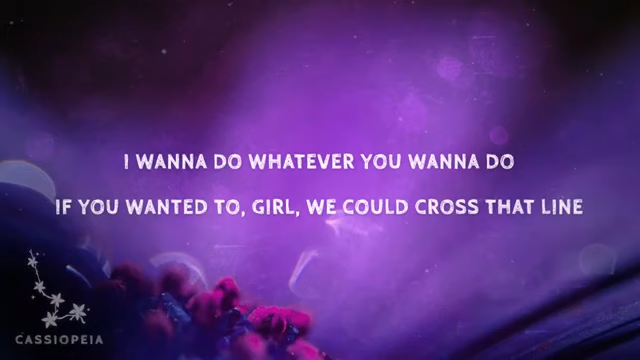 I WANNA DO WHATEVER YOU WANNA DO
IF YOU WANTED TO, GIRL, WE COULD CROSS THAT LINE
CASSIOPEIA